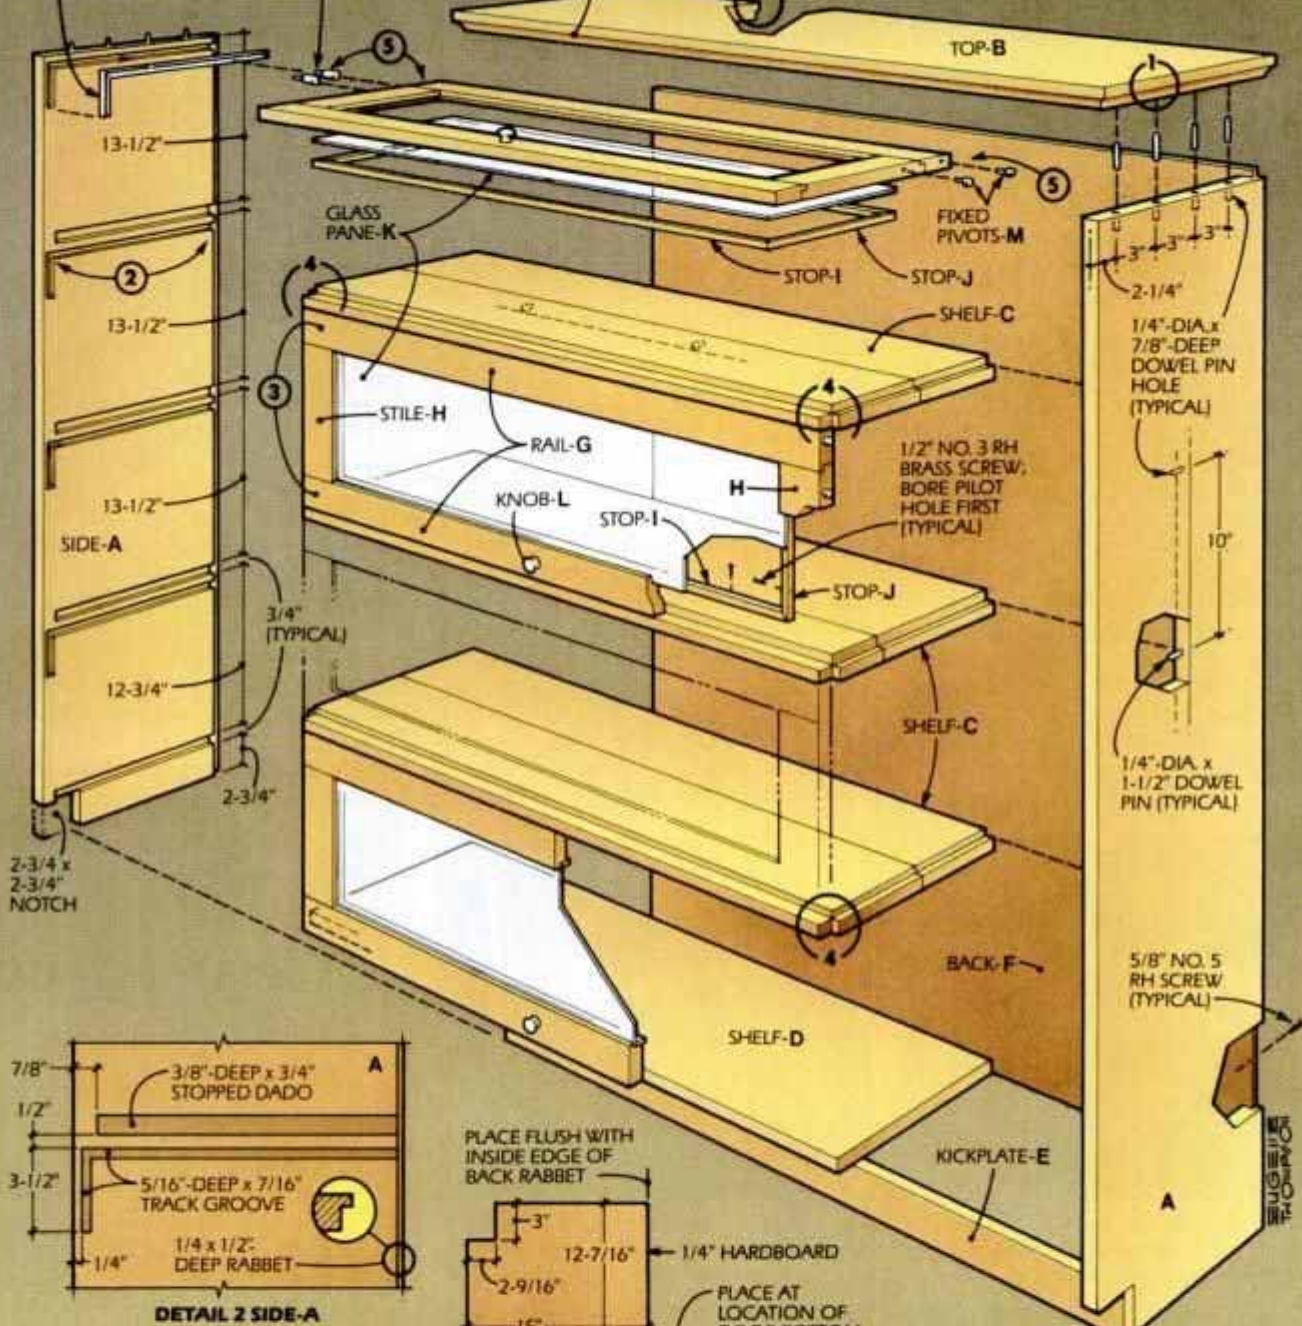 5
TOP-B
1
13-1/2"
5
GLASS
PANE-K
FIXED
PIVOTS-M
STOP-I
STOP-J
3"
3"
3"
2-1/4"
2
4
SHELF-C
1/4"-DIA. x
7/8"-DEEP
DOWEL PIN
HOLE
(TYPICAL)
13-1/2"
3
4
STILE-H
RAIL-G
1/2" NO. 3 RH
BRASS SCREW;
BORE PILOT
HOLE FIRST
(TYPICAL)
H
KNOB-L
STOP-I
13-1/2"
SIDE-A
10"
STOP-J
3/4"
(TYPICAL)
12-3/4"
SHELF-C
1/4"-DIA. x
1-1/2" DOWEL
PIN (TYPICAL)
2-3/4"
2-3/4 x
2-3/4"
NOTCH
4
BACK-F
5/8" NO. 5
RH SCREW
(TYPICAL)
SHELF-D
7/8"
3/8"-DEEP x 3/4"
STOPPED DADO
A
1/2"
3-1/2"
5/16"-DEEP x 7/16"
TRACK GROOVE
1/4 x 1/2"-
DEEP RABBET
1/4"
DETAIL 2 SIDE-A
PLACE FLUSH WITH
INSIDE EDGE OF
BACK RABBET
3"
12-7/16"
1/4" HARDBOARD
2-9/16"
15"
PLACE AT
LOCATION OF
KICKPLATE-E
A
EUGENE
THOMPSON